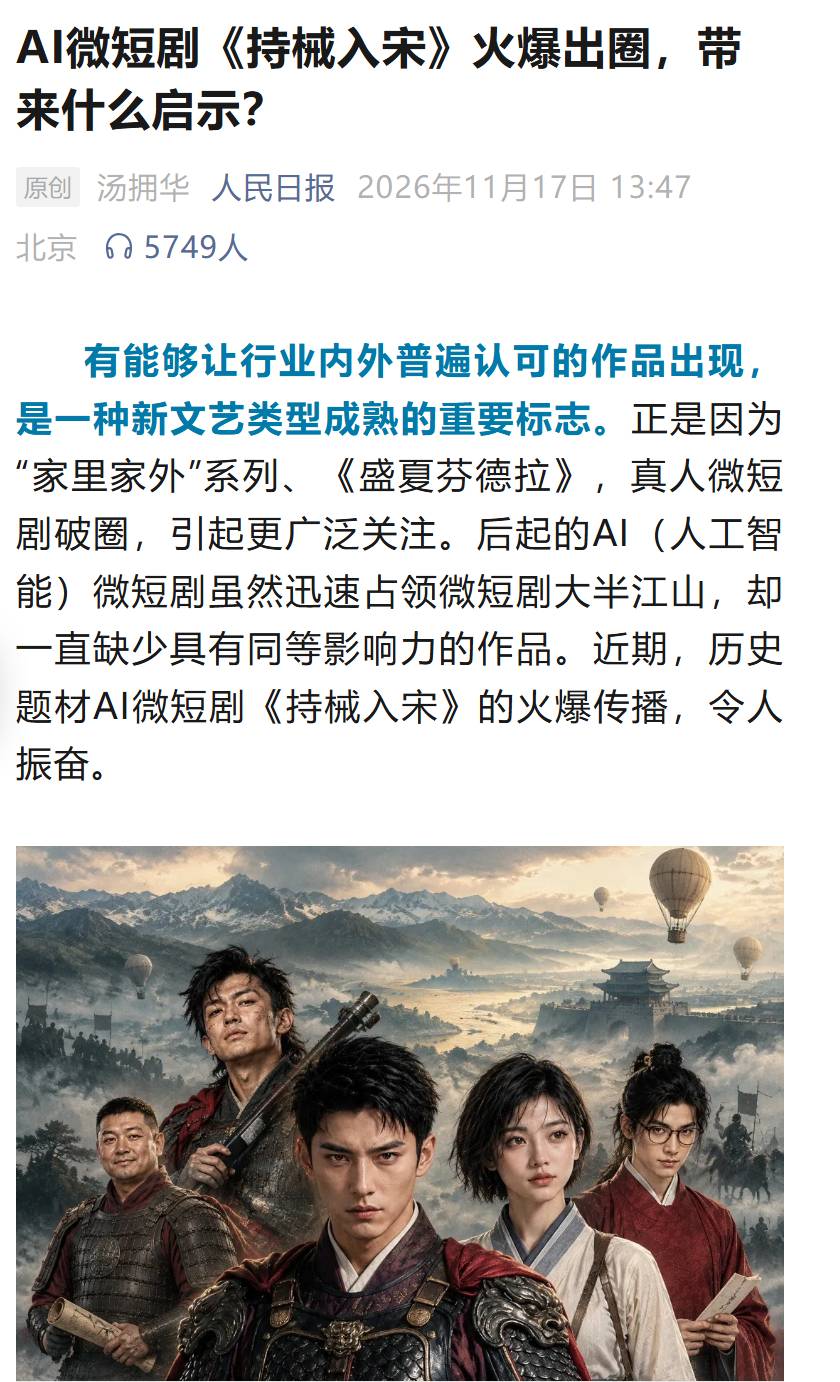 AI微短剧《持械入宋》火爆出圈，带
来什么启示？
原创 汤拥华 人民日报 2026年11月17日 13:47
北京 5749人
有能够让行业内外普遍认可的作品出现，
是一种新文艺类型成熟的重要标志。正是因为
“家里家外”系列、《盛夏芬德拉》，真人微短
剧破圈，引起更广泛关注。后起的AI（人工智
能）微短剧虽然迅速占领微短剧大半江山，却
一直缺少具有同等影响力的作品。近期，历史
题材AI微短剧《持械入宋》的火爆传播，令人
振奋。